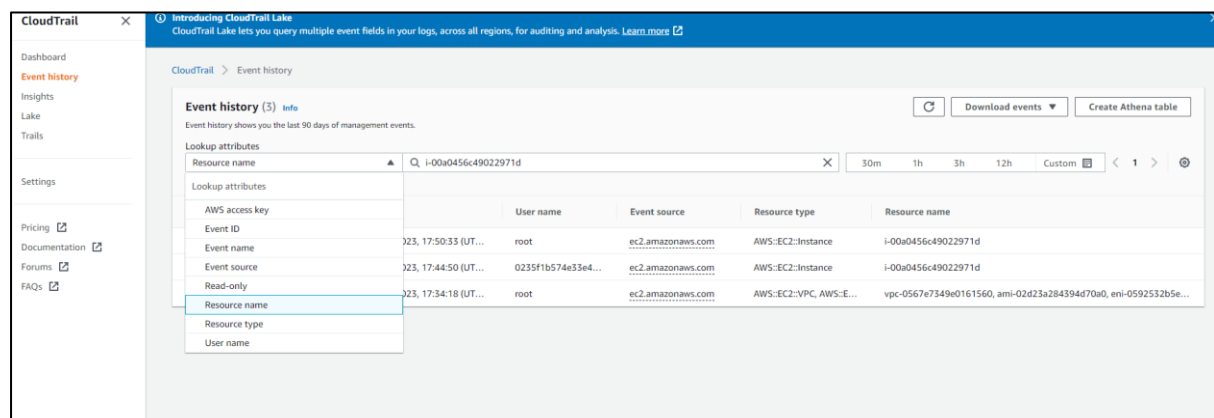 CloudTrail
Introducing CloudTrail Lake
CloudTrail Lake lets you query multiple event fields in your logs, across all regions, for auditing and analysis. Learn more
Dashboard
Event history
Insights
Lake
Trails
Settings
Pricing
Documentation
Forums
FAQs
CloudTrail > Event history
Event history (3) Info
Event history shows you the last 90 days of management events.
Download events Create Athena table
Lookup attributes
Resource name i-00a0456c49022971d 30m 1h 3h 12h Custom < 1 >
Lookup attributes
AWS access key
Event ID
Event name
Event source
Read-only
Resource name
Resource type
User name
User name Event source Resource type Resource name
023, 17:50:33 (UT... root ec2.amazonaws.com AWS::EC2::Instance i-00a0456c49022971d
023, 17:44:50 (UT... 0235f1b574e33e4... ec2.amazonaws.com AWS::EC2::Instance i-00a0456c49022971d
023, 17:34:18 (UT... root ec2.amazonaws.com AWS::EC2::VPC, AWS::E... vpc-0567e7349e0161560, ami-02d23a284394d70a0, eni-0592532b5e...